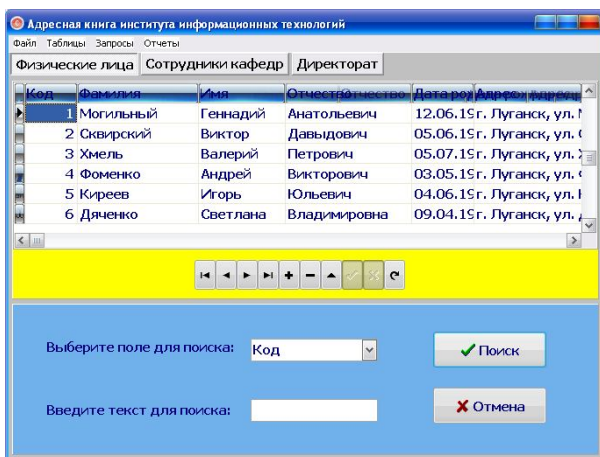 Адресная книга института информационных технологий
Файл Таблицы Запросы Отчеты
Физические лица Сотрудники кафедр Директорат
Код Фамилия Имя Отчество
1 Могильный Геннадий Анатольевич 12.06.19 г. Луганск, ул.
2 Сквирский Виктор Давыдович 05.06.19 г. Луганск, ул.
3 Хмель Валерий Петрович 05.07.19 г. Луганск, ул.
4 Фоменко Андрей Викторович 03.05.19 г. Луганск, ул.
5 Киреев Игорь Юльевич 04.06.19 г. Луганск, ул.
6 Дяченко Светлана Владимировна 09.04.19 г. Луганск, ул.
Выберите поле для поиска: Код Поиск
Введите текст для поиска: Отмена